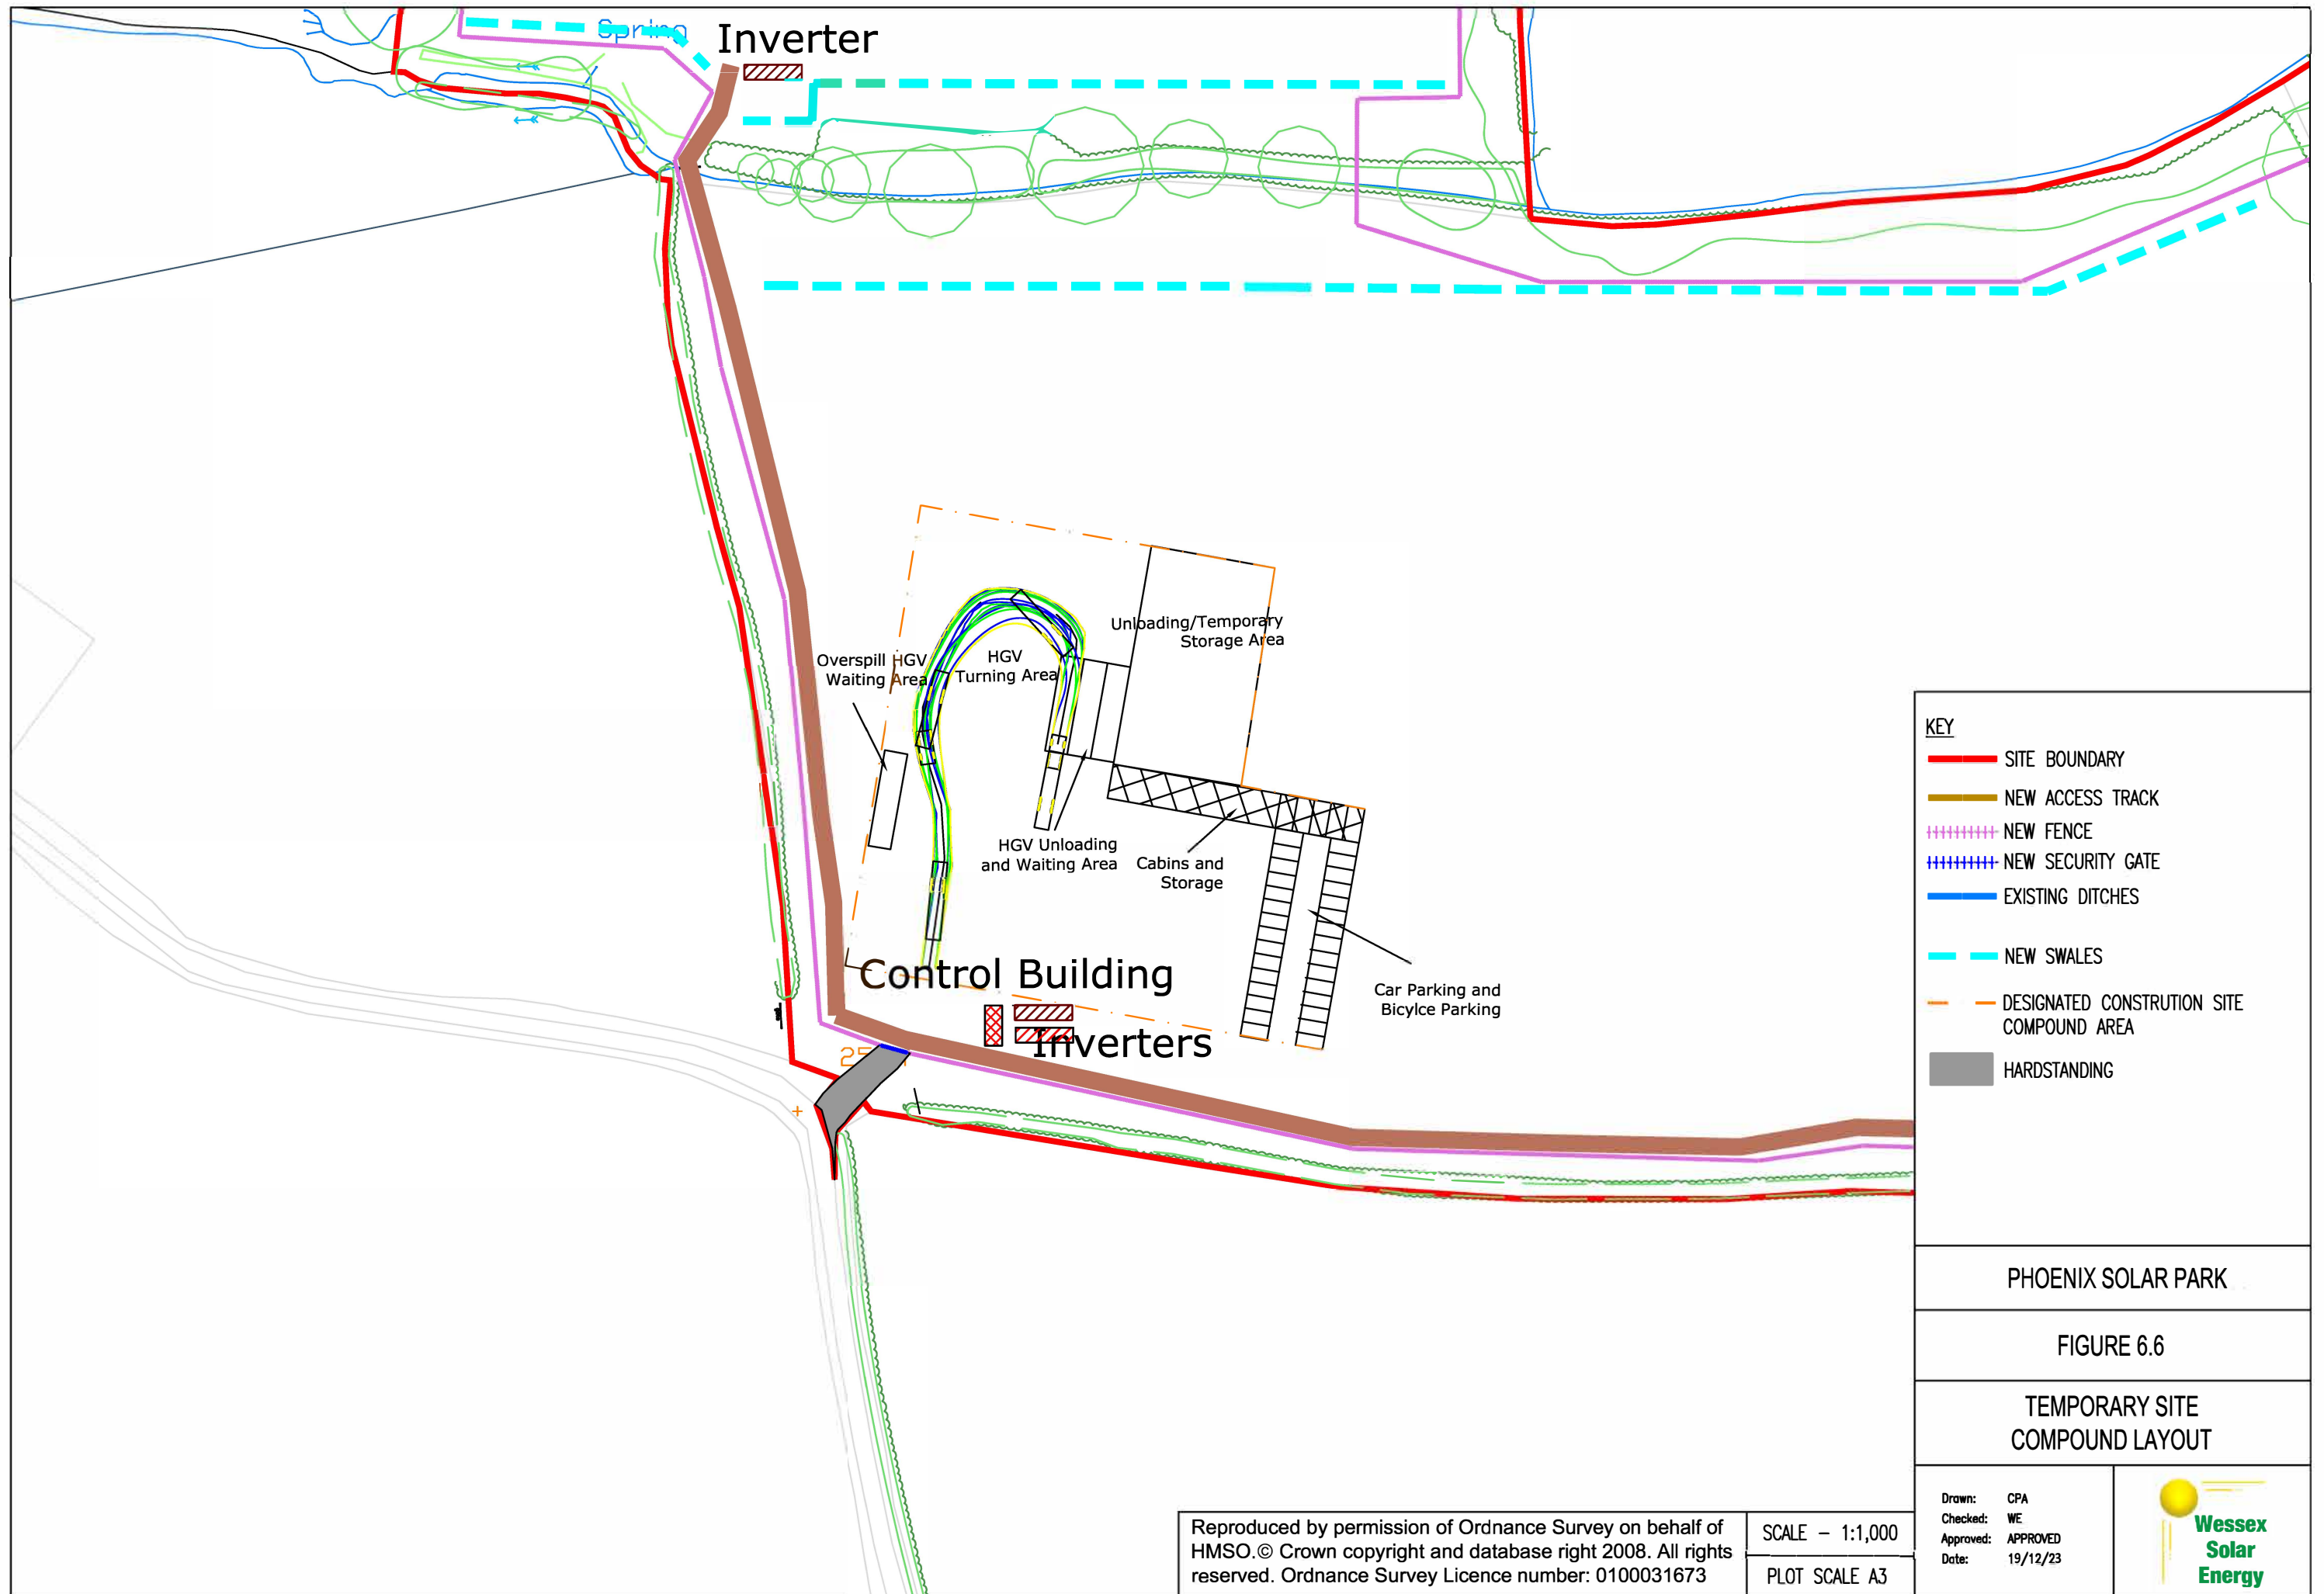 Spring
Inverter
Unloading/Temporary
Storage Area
Overspill HGV
Waiting Area
HGV
Turning Area
HGV Unloading
and Waiting Area
Cabins and
Storage
Control Building
Inverters
Car Parking and
Bicylce Parking
KEY
SITE BOUNDARY
NEW ACCESS TRACK
NEW FENCE
NEW SECURITY GATE
EXISTING DITCHES
NEW SWALES
DESIGNATED CONSTRUTION SITE
COMPOUND AREA
HARDSTANDING
PHOENIX SOLAR PARK
FIGURE 6.6
TEMPORARY SITE
COMPOUND LAYOUT
Drawn: CPA
Checked: WE
Approved: APPROVED
Date: 19/12/23
Wessex
Solar
Energy
Reproduced by permission of Ordnance Survey on behalf of
HMSO.© Crown copyright and database right 2008. All rights
reserved. Ordnance Survey Licence number: 0100031673
SCALE – 1:1,000
PLOT SCALE A3